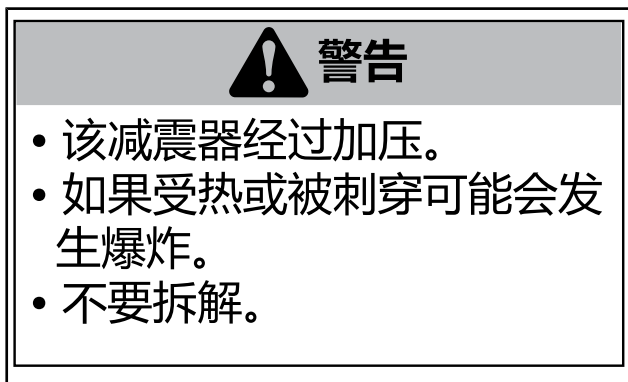 警告
• 该减震器经过加压。
• 如果受热或被刺穿可能会发
生爆炸。
• 不要拆解。